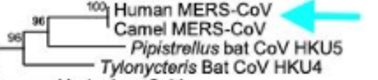 100 Human MERS-CoV
96 Camel MERS-CoV
96 Pipistrellus bat CoV HKU5
Tylonycteris Bat CoV HKU4